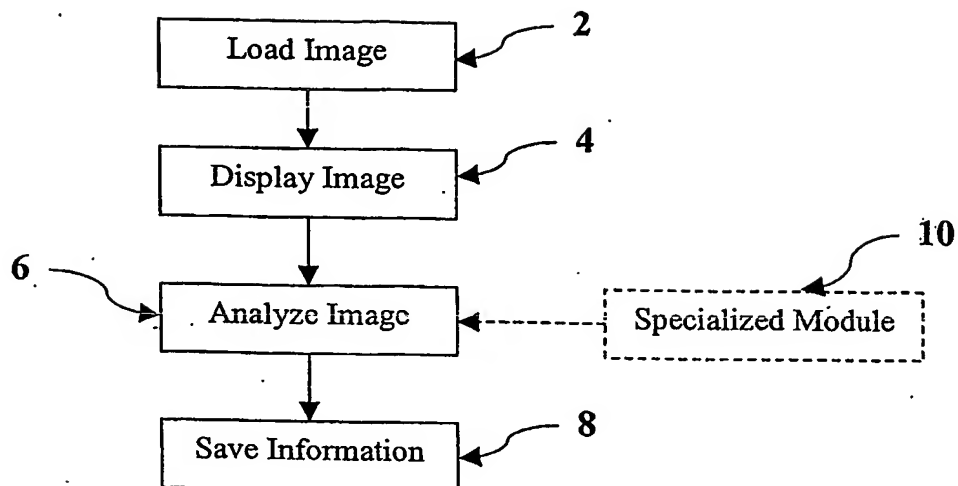 Load Image
2
Display Image
4
6
Analyze Image
Specialized Module
10
Save Information
8